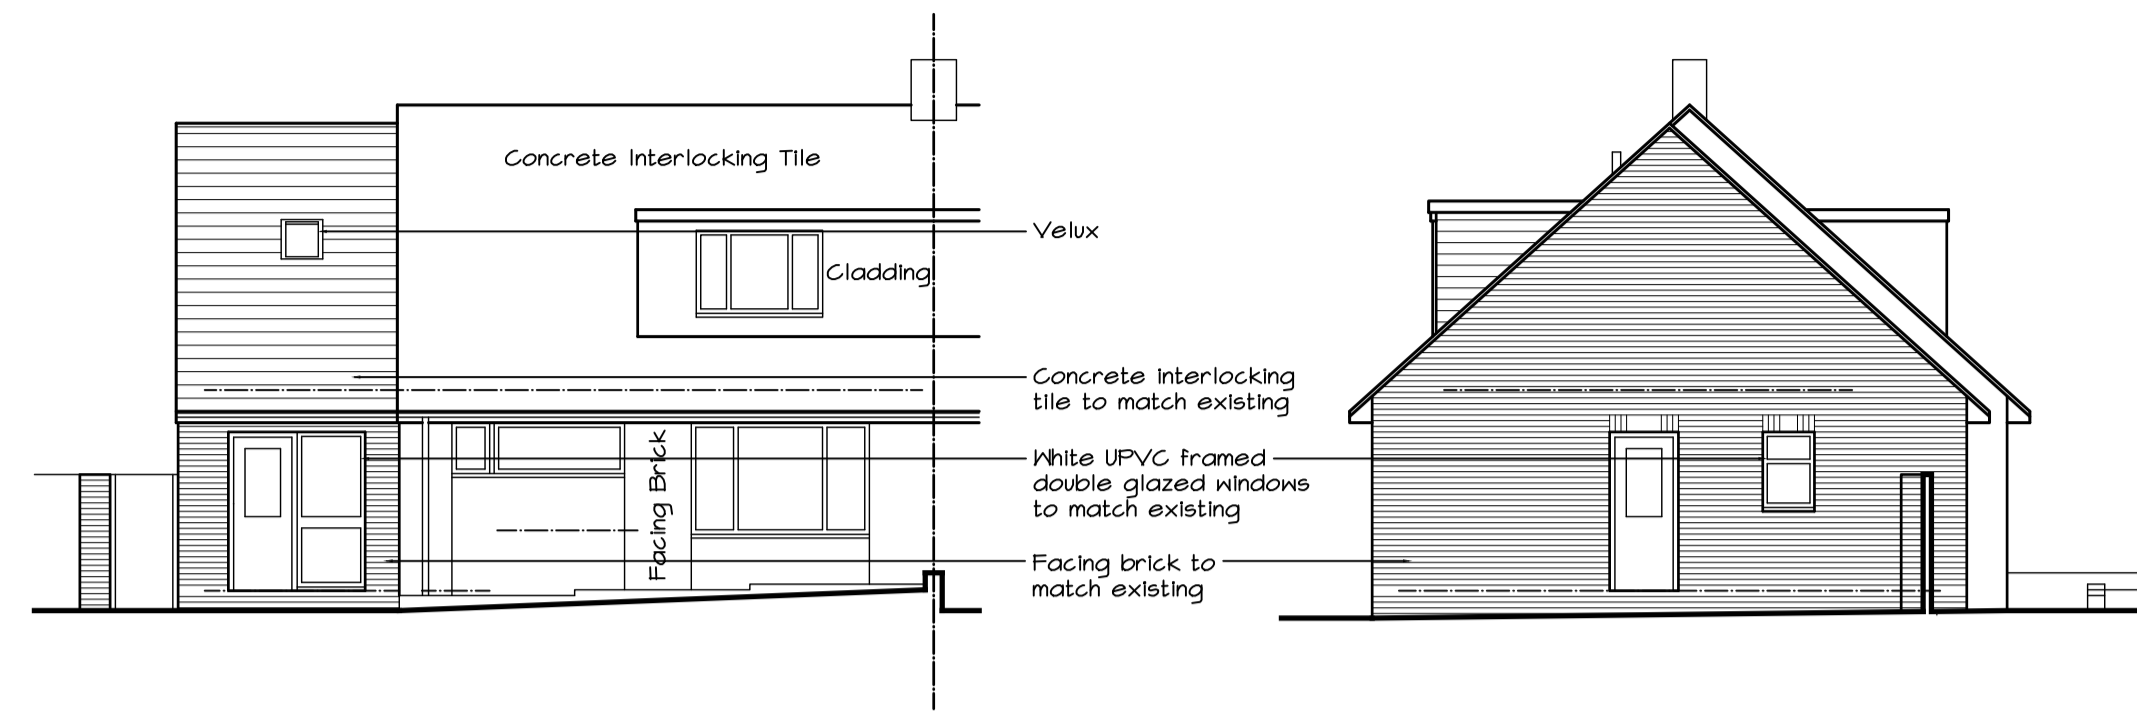 Concrete Interlocking Tile
Velux
Cladding
Concrete interlocking
tile to match existing
Facing Brick
White UPVC framed
double glazed windows
to match existing
Facing brick to
match existing